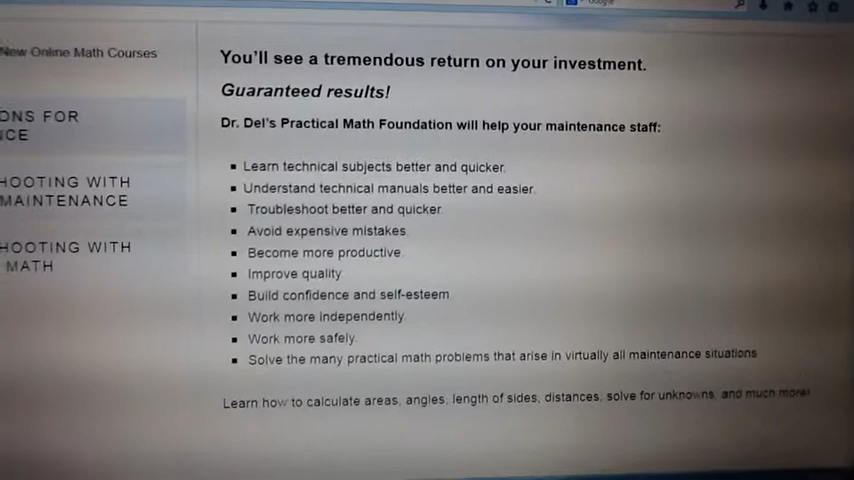 Google
New Online Math Courses
ONS FOR
CE
HOOTING WITH
MAINTENANCE
HOOTING WITH
MATH
You'll see a tremendous return on your investment.
Guaranteed results!
Dr. Del's Practical Math Foundation will help your maintenance staff:
Learn technical subjects better and quicker.
Understand technical manuals better and easier.
Troubleshoot better and quicker.
Avoid expensive mistakes.
Become more productive.
Improve quality.
Build confidence and self-esteem.
Work more independently.
Work more safely.
Solve the many practical math problems that arise in virtually all maintenance situations
Learn how to calculate areas, angles, length of sides, distances, solve for unknowns, and much more!